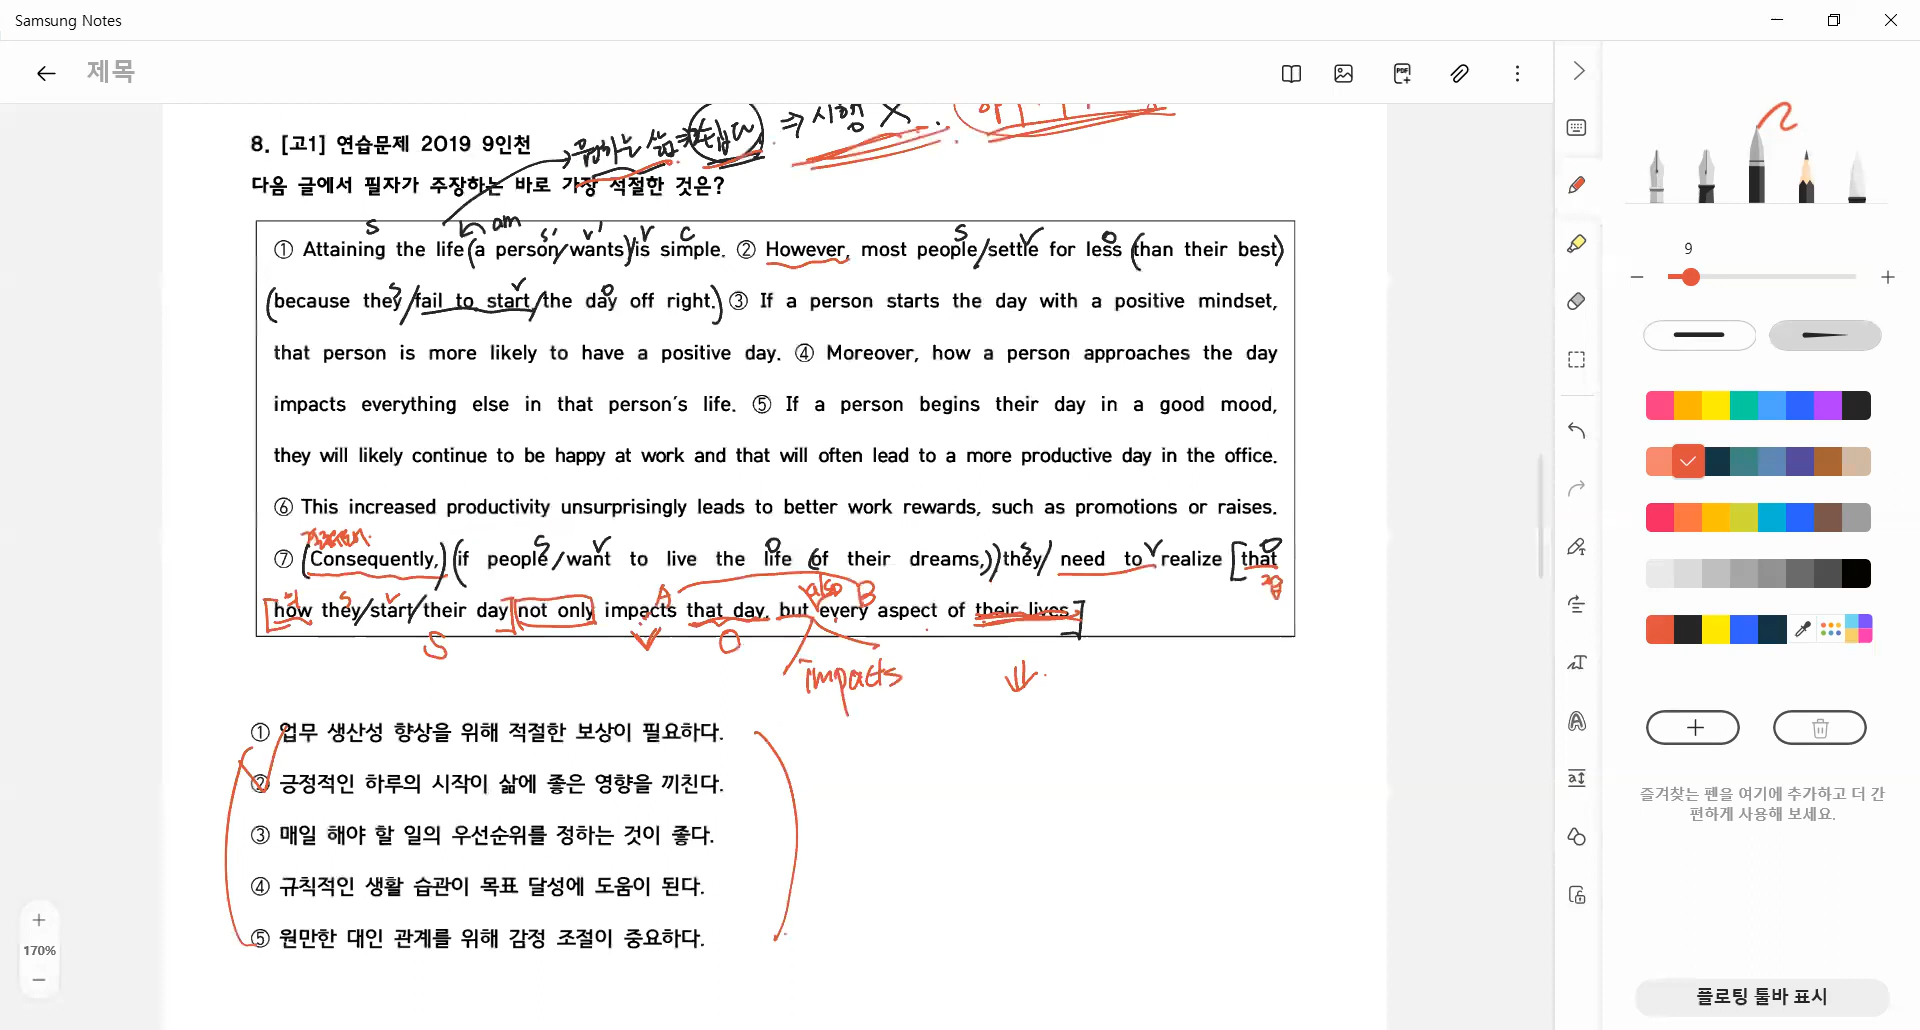 Samsung Notes
제목
시행 X .
8. [고1] 연습문제 2019 9인천
다음 글에서 필자가 주장하는 바로 가장 적절한 것은?
am
S S' V' V C S V O
① Attaining the life (a person/wants) is simple. ② However, most people/settle for less (than their best)
S V O
(because they/fail to start/the day off right.) ③ If a person starts the day with a positive mindset,
that person is more likely to have a positive day. ④ Moreover, how a person approaches the day
impacts everything else in that person's life. ⑤ If a person begins their day in a good mood,
they will likely continue to be happy at work and that will often lead to a more productive day in the office.
⑥ This increased productivity unsurprisingly leads to better work rewards, such as promotions or raises.
S V O S V O
⑦ (Consequently,) (if people/want to live the life (of their dreams,)) they/need to realize [that
S V A also B 접
[how they/start/their day] not only impacts that day, but every aspect of their lives.]
S V O
impacts
① 업무 생산성 향상을 위해 적절한 보상이 필요하다.
② 긍정적인 하루의 시작이 삶에 좋은 영향을 끼친다.
③ 매일 해야 할 일의 우선순위를 정하는 것이 좋다.
④ 규칙적인 생활 습관이 목표 달성에 도움이 된다.
⑤ 원만한 대인 관계를 위해 감정 조절이 중요하다.
170%
PDF
9
즐겨찾는 펜을 여기에 추가하고 더 간
편하게 사용해 보세요.
플로팅 툴바 표시